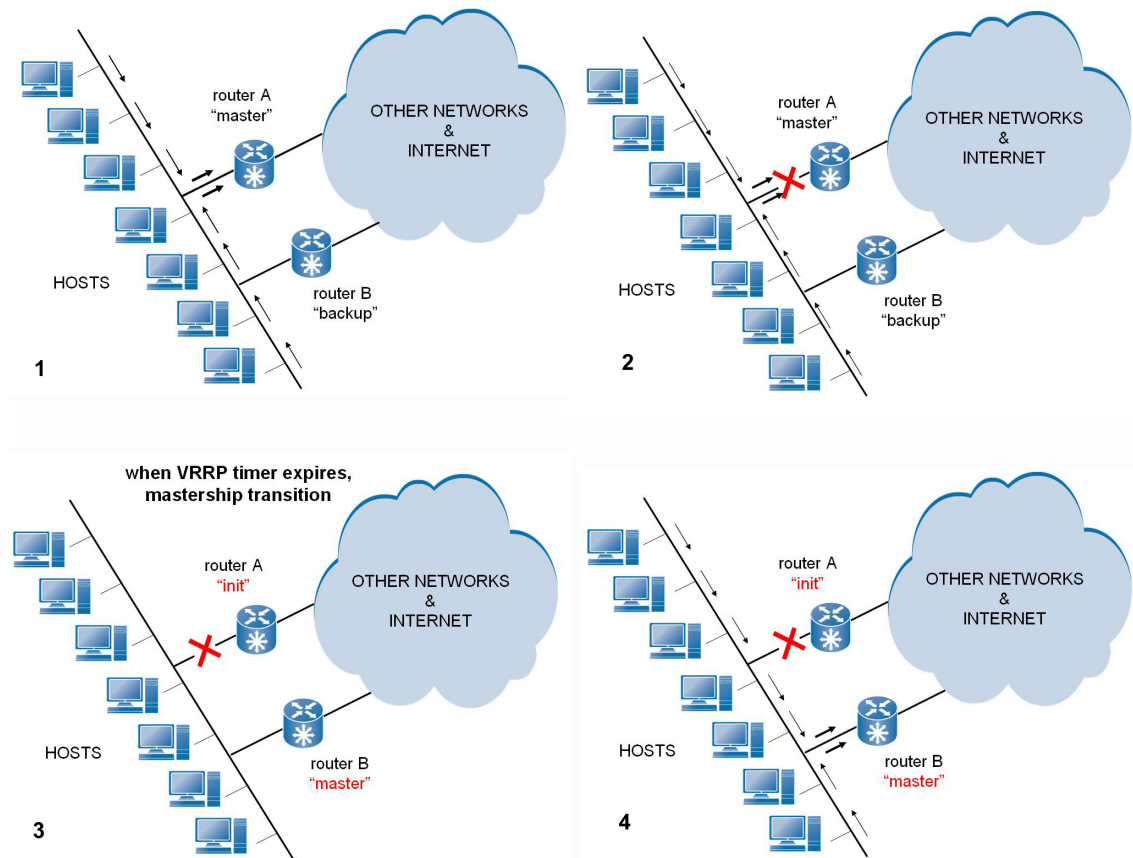 router A
“master”
OTHER NETWORKS
&
INTERNET
HOSTS
router B
“backup”
1
router A
“master”
OTHER NETWORKS
&
INTERNET
HOSTS
router B
“backup”
2
when VRRP timer expires,
mastership transition
router A
“init”
OTHER NETWORKS
&
INTERNET
HOSTS
router B
“master”
3
router A
“init”
OTHER NETWORKS
&
INTERNET
HOSTS
router B
“master”
4